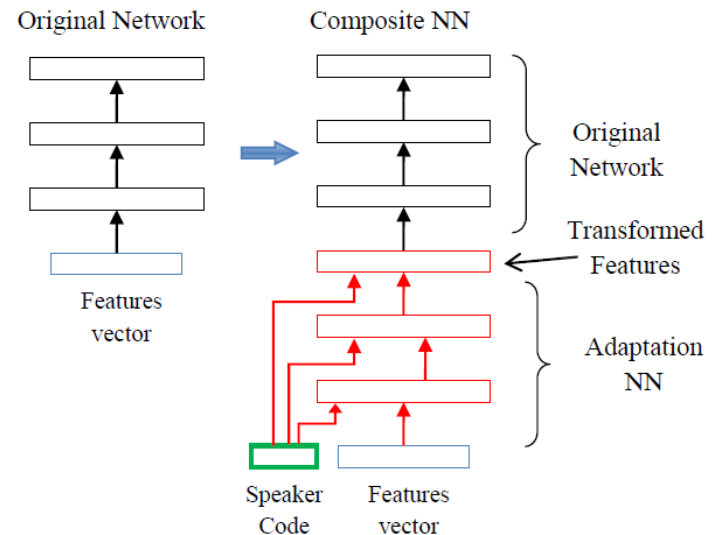 Original Network
Composite NN
Features
vector
Original
Network
Transformed
Features
Adaptation
NN
Speaker
Code
Features
vector